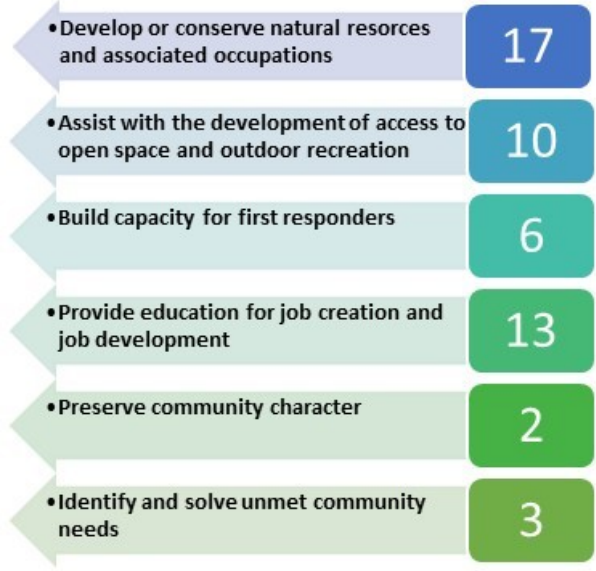 •Develop or conserve natural resorces
and associated occupations
17
•Assist with the development of access to
open space and outdoor recreation
10
•Build capacity for first responders
6
•Provide education for job creation and
job development
13
•Preserve community character
2
•Identify and solve unmet community
needs
3